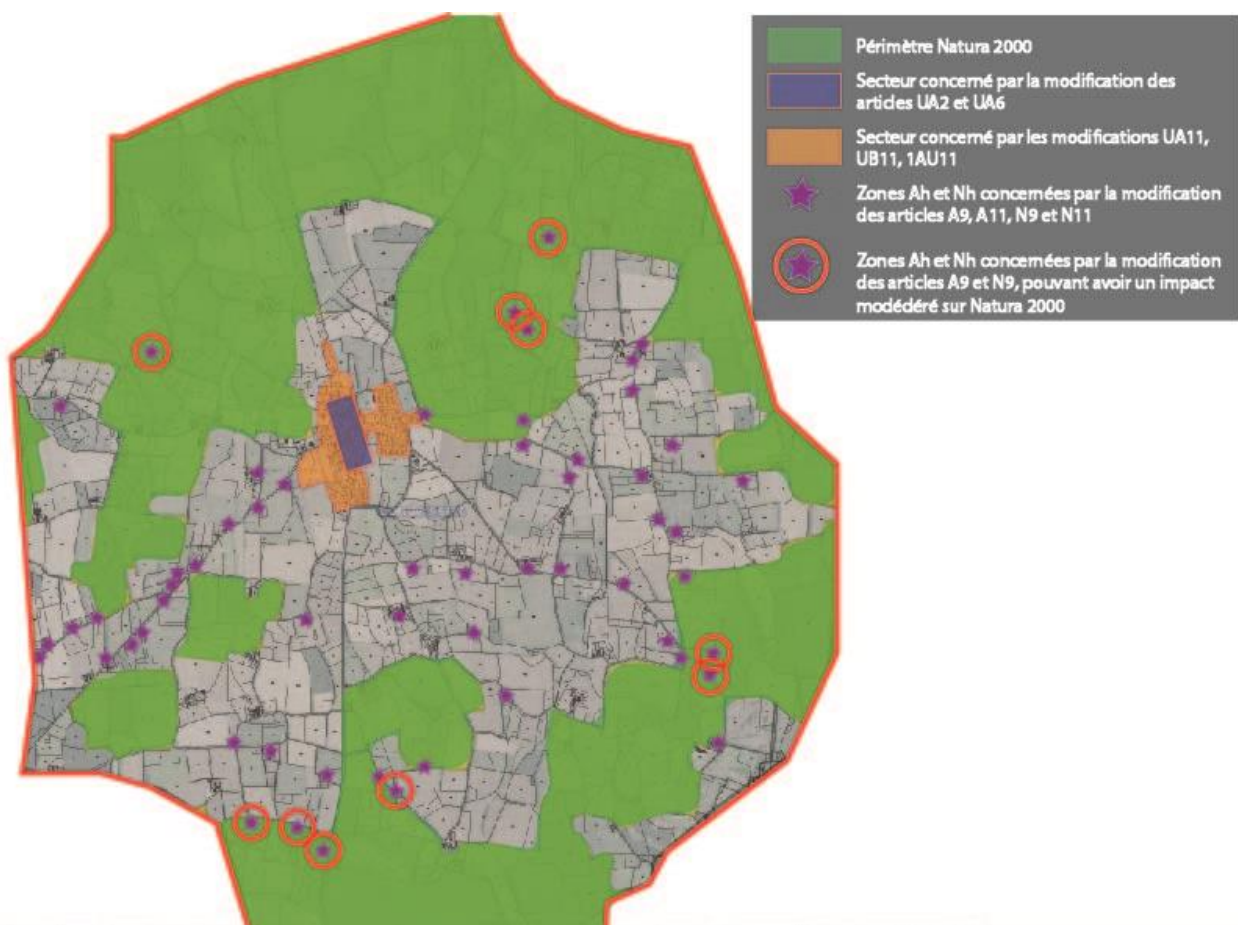 Périmètre Natura 2000
Secteur concerné par la modification des
articles UA2 et UA6
Secteur concerné par les modifications UA11,
UB11, 1AU11
Zones Ah et Nh concernées par la modification
des articles A9, A11, N9 et N11
Zones Ah et Nh concernées par la modification
des articles A9 et N9, pouvant avoir un impact
modédéré sur Natura 2000